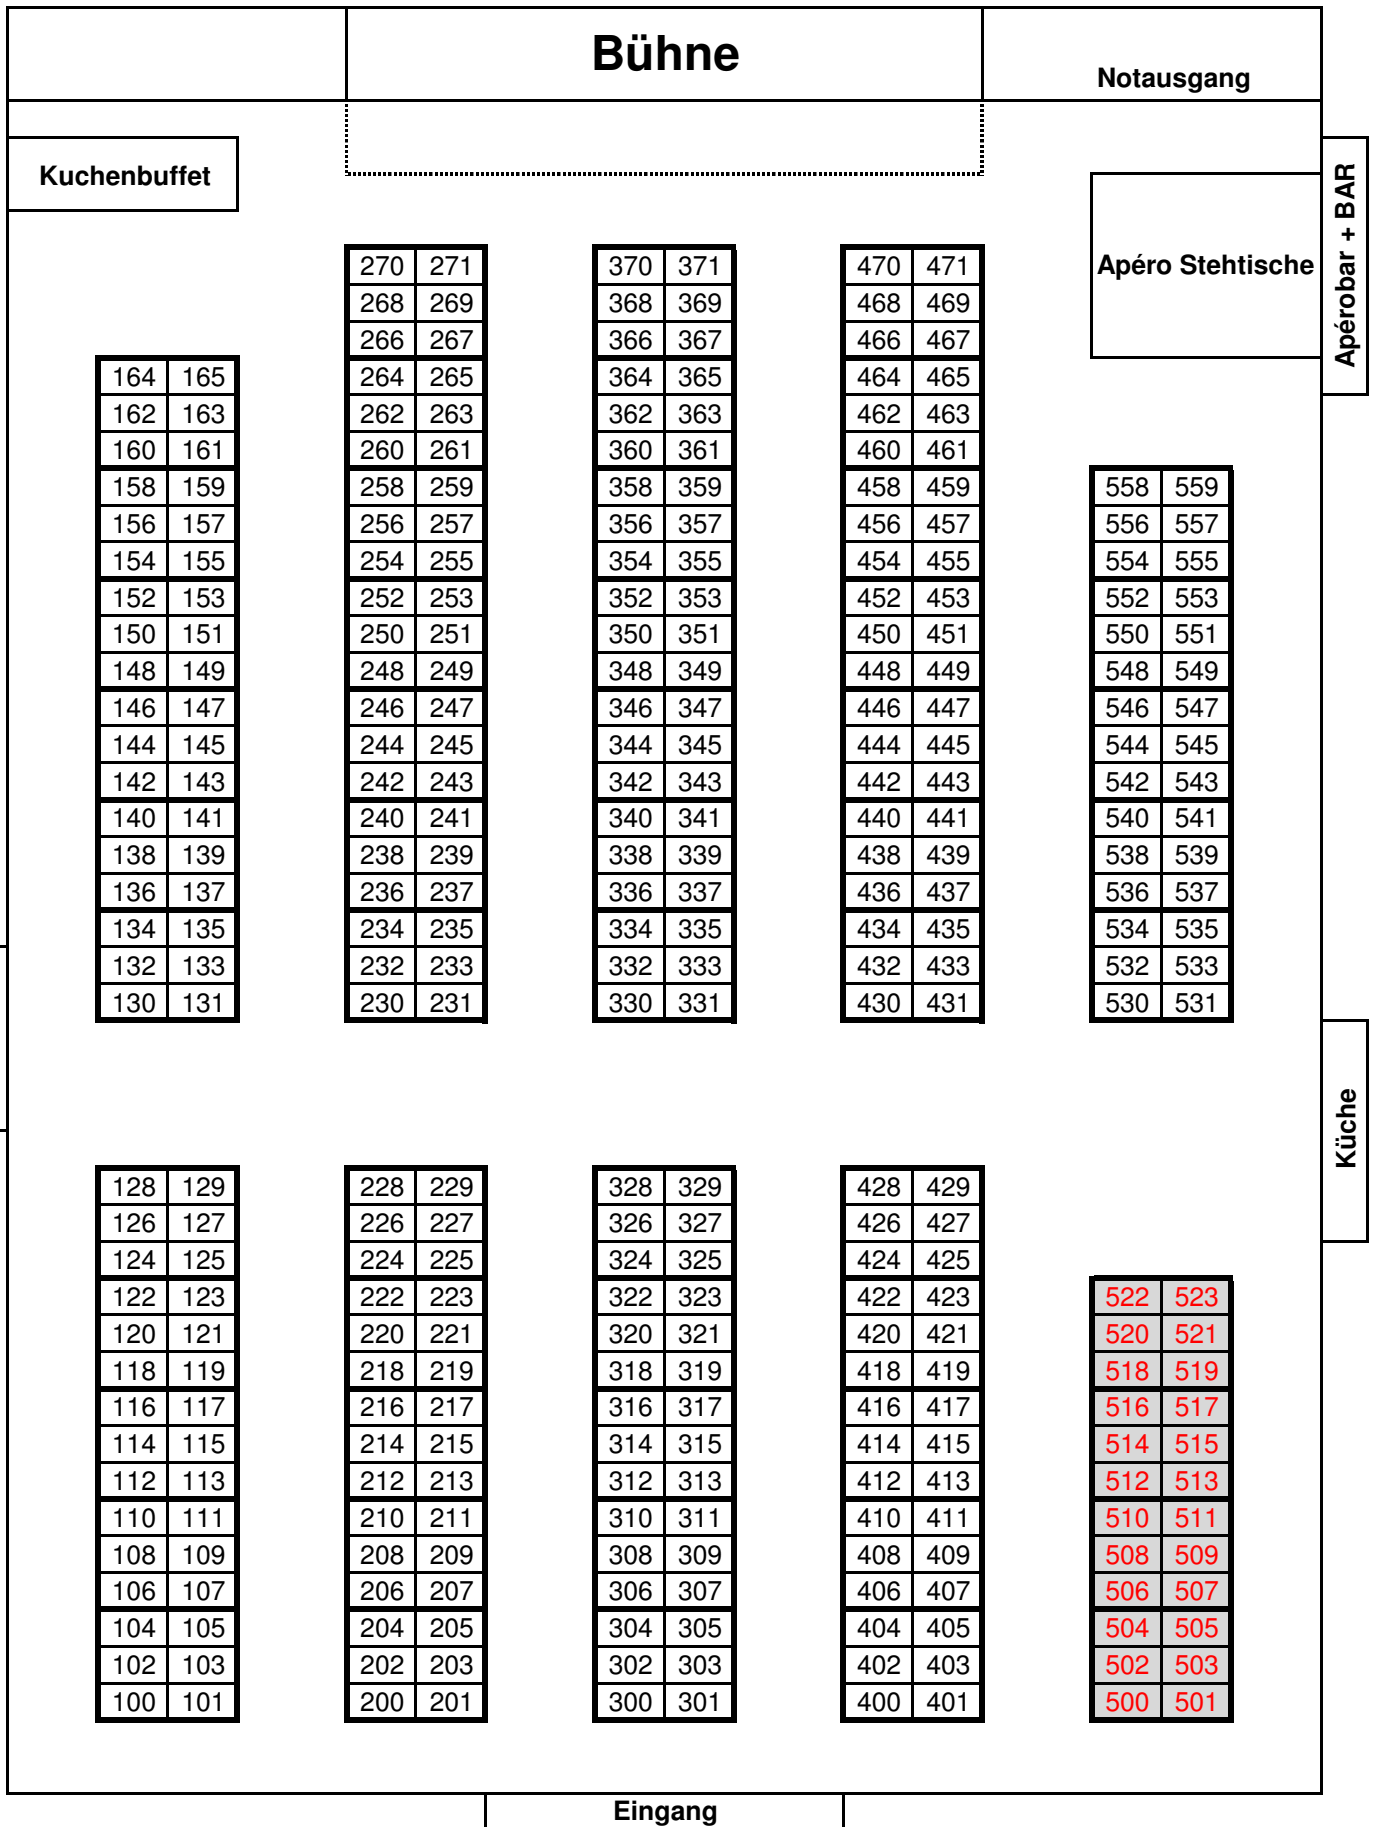 Bühne
Notausgang
Kuchenbuffet
Apérobar + BAR
270 271 370 371 470 471 Apéro Stehtische
268 269 368 369 468 469
266 267 366 367 466 467
164 165 264 265 364 365 464 465
162 163 262 263 362 363 462 463
160 161 260 261 360 361 460 461
158 159 258 259 358 359 458 459 558 559
156 157 256 257 356 357 456 457 556 557
154 155 254 255 354 355 454 455 554 555
152 153 252 253 352 353 452 453 552 553
150 151 250 251 350 351 450 451 550 551
148 149 248 249 348 349 448 449 548 549
146 147 246 247 346 347 446 447 546 547
144 145 244 245 344 345 444 445 544 545
142 143 242 243 342 343 442 443 542 543
140 141 240 241 340 341 440 441 540 541
138 139 238 239 338 339 438 439 538 539
136 137 236 237 336 337 436 437 536 537
134 135 234 235 334 335 434 435 534 535
132 133 232 233 332 333 432 433 532 533
130 131 230 231 330 331 430 431 530 531
Küche
128 129 228 229 328 329 428 429
126 127 226 227 326 327 426 427
124 125 224 225 324 325 424 425
122 123 222 223 322 323 422 423 522 523
120 121 220 221 320 321 420 421 520 521
118 119 218 219 318 319 418 419 518 519
116 117 216 217 316 317 416 417 516 517
114 115 214 215 314 315 414 415 514 515
112 113 212 213 312 313 412 413 512 513
110 111 210 211 310 311 410 411 510 511
108 109 208 209 308 309 408 409 508 509
106 107 206 207 306 307 406 407 506 507
104 105 204 205 304 305 404 405 504 505
102 103 202 203 302 303 402 403 502 503
100 101 200 201 300 301 400 401 500 501
Eingang